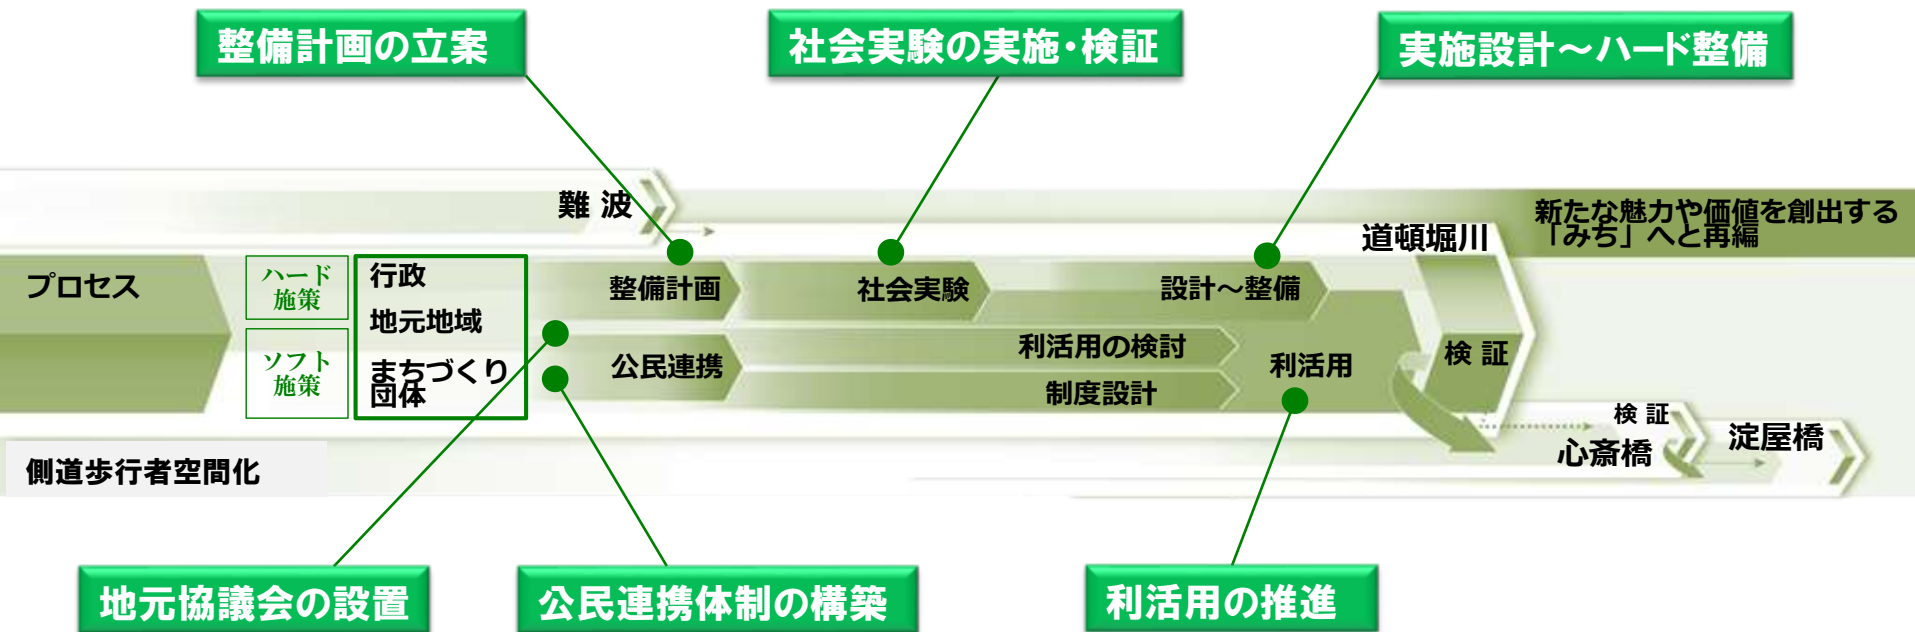 整備計画の立案
社会実験の実施・検証
実施設計～ハード整備
難 波
道頓堀川
新たな魅力や価値を創出する
「みち」へと再編
プロセス
ハード
施策
ソフト
施策
行政
地元地域
まちづくり
団体
整備計画
社会実験
設計～整備
公民連携
利活用の検討
制度設計
利活用
検 証
検 証
心斎橋
淀屋橋
側道歩行者空間化
地元協議会の設置
公民連携体制の構築
利活用の推進